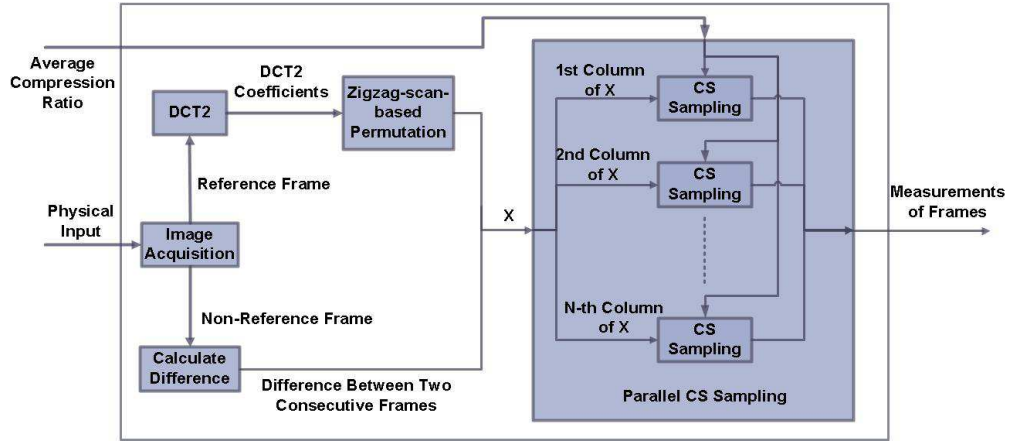 Average
Compression
Ratio
DCT2
Coefficients
DCT2
Zigzag-scan-
based
Permutation
Reference Frame
Physical
Input
Image
Acquisition
Non-Reference Frame
Calculate
Difference
Difference Between Two
Consecutive Frames
X
1st Column
of X
CS
Sampling
2nd Column
of X
CS
Sampling
N-th Column
of X
CS
Sampling
Parallel CS Sampling
Measurements
of Frames